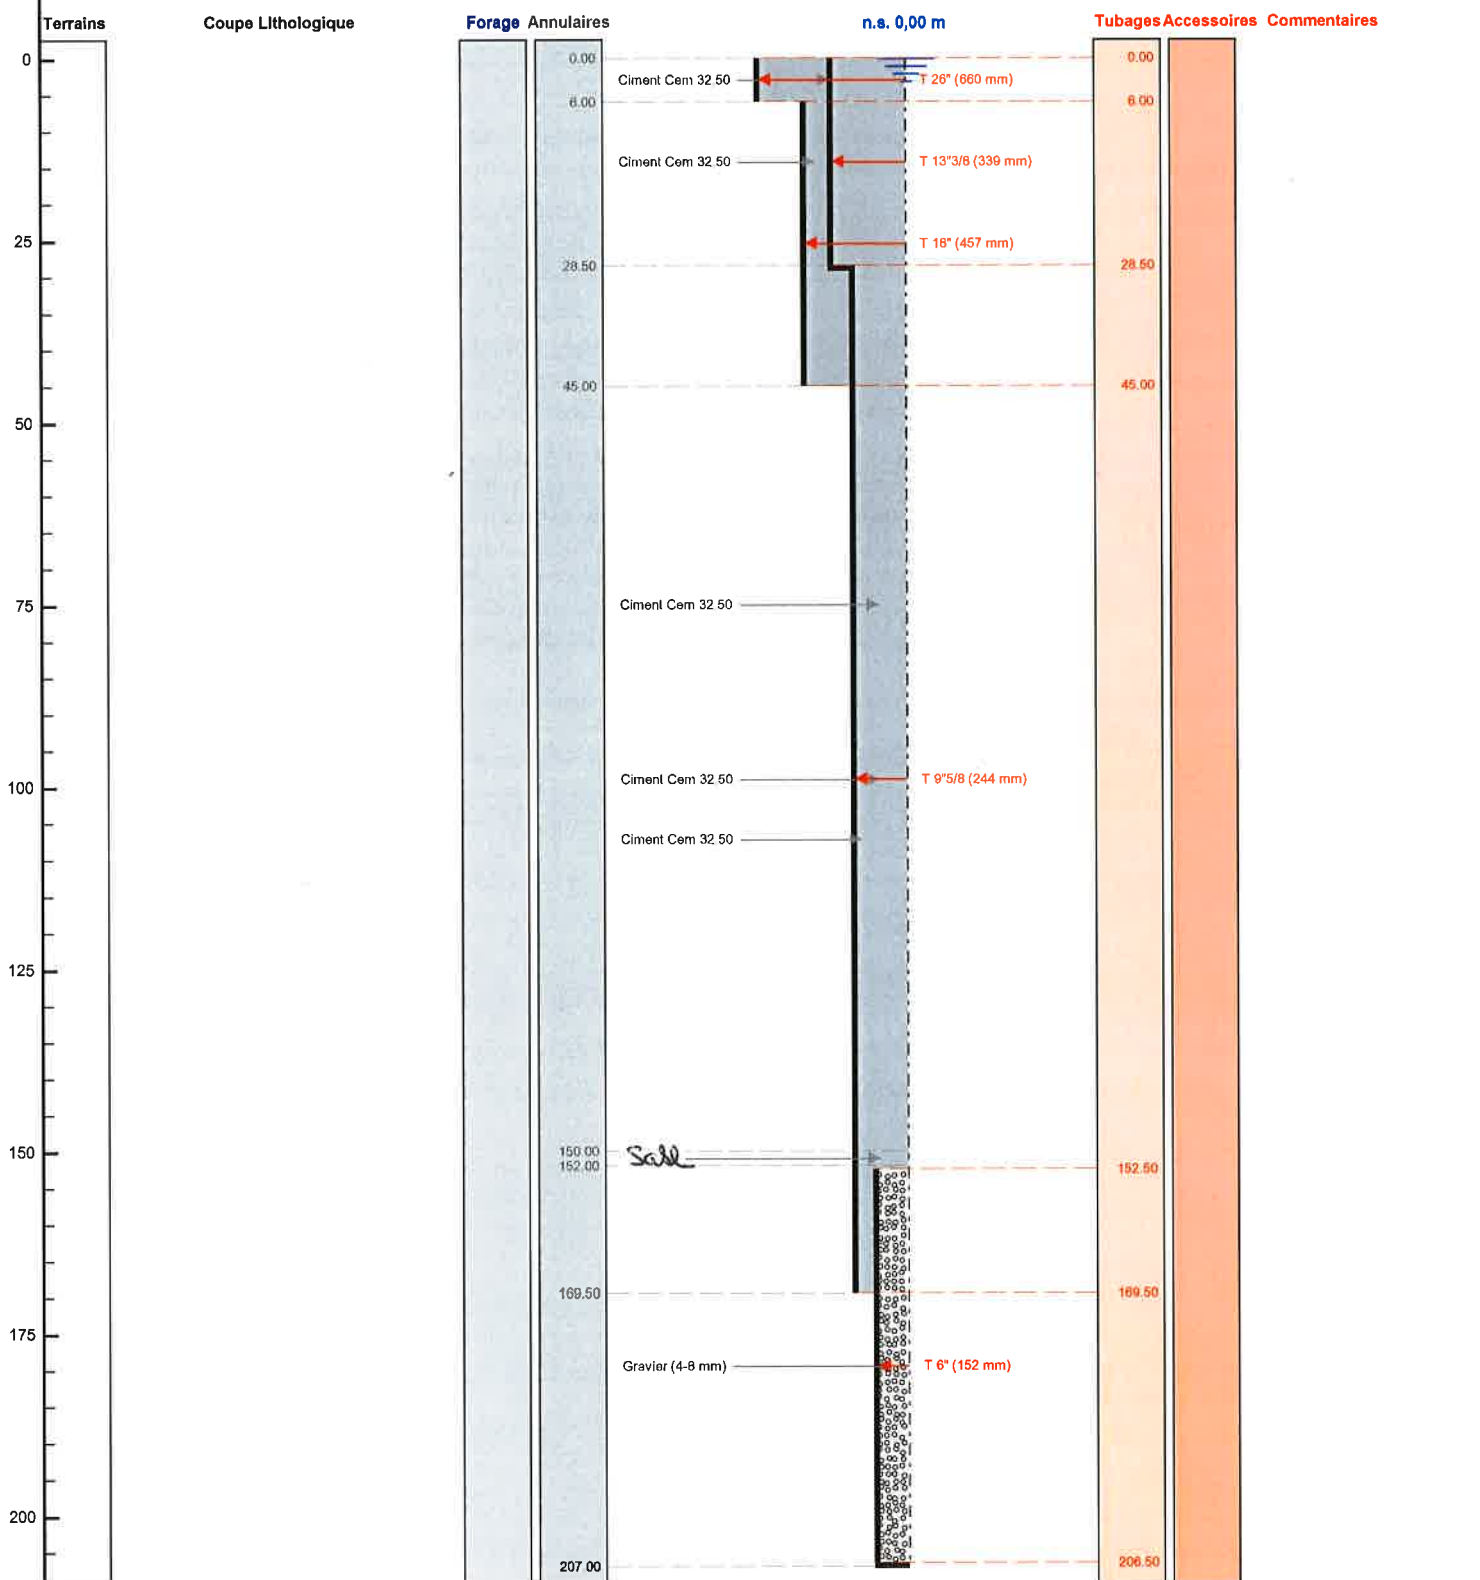 Terrains Coupe Lithologique Forage Annulaires n.s. 0,00 m Tubages Accessoires Commentaires
0 0.00 0.00
Ciment Cem 32.50 T 26" (660 mm)
6.00 6.00
Ciment Cem 32.50 T 13"3/8 (339 mm)
25 T 18" (457 mm)
28.50 28.50
45.00 45.00
50
75 Ciment Cem 32.50
100 Ciment Cem 32.50 T 9"5/8 (244 mm)
Ciment Cem 32.50
125
150 150.00 Sable
152.00 152.50
169.50 169.50
175
Gravier (4-8 mm) T 6" (152 mm)
200
207.00 206.50